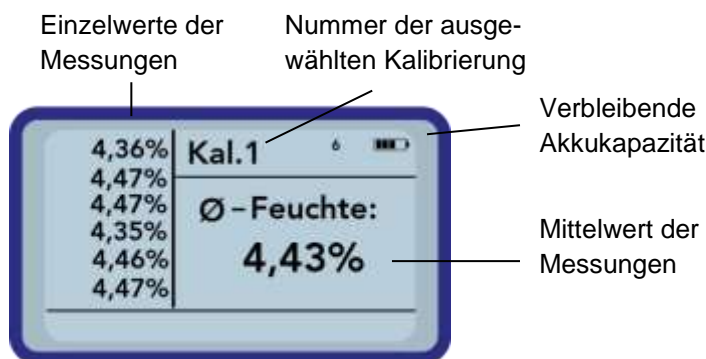 Einzelwerte der
Messungen
Nummer der ausge-
wählten Kalibrierung
Verbleibende
Akkukapazität
4,36%
4,47%
4,47%
4,35%
4,46%
4,47%
Kal.1 6
Ø-Feuchte:
4,43%
Mittelwert der
Messungen